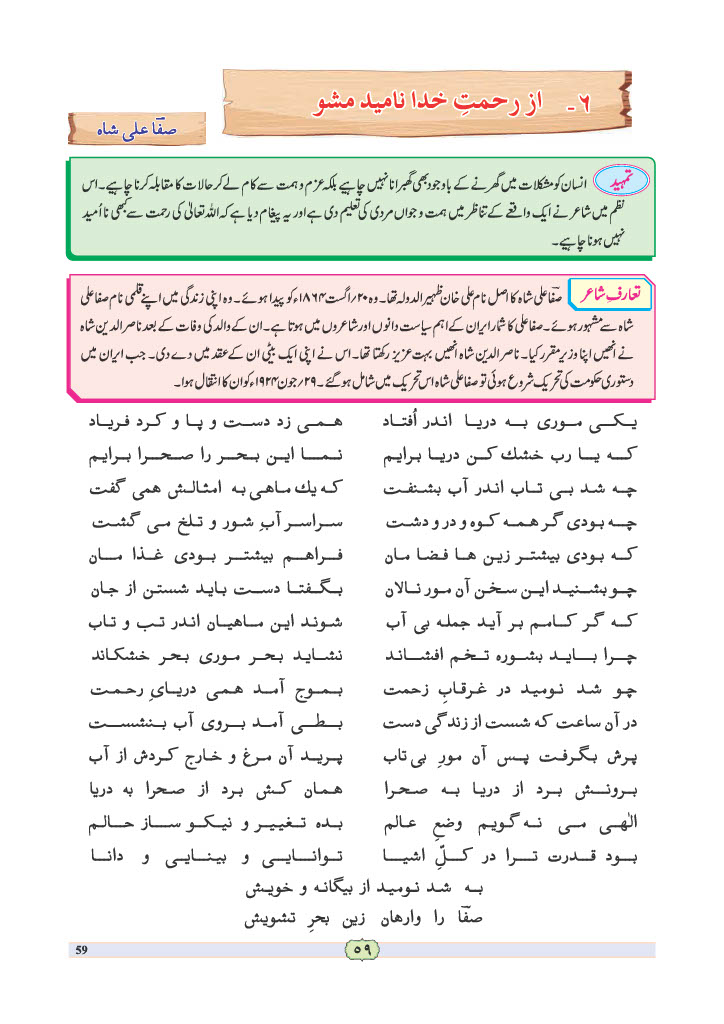 ۶ - از رحمتِ خدا نامید مشو
صفاؔ علی شاہ
تمہید انسان کو مشکلات میں گھرنے کے باوجود بھی گھبرانا نہیں چاہیے بلکہ عزم و ہمت سے کام لے کر حالات کا مقابلہ کرنا چاہیے۔ اس
نظم میں شاعر نے ایک واقعے کے تناظر میں ہمت و جواں مردی کی تعلیم دی ہے اور یہ پیغام دیا ہے کہ اللہ تعالیٰ کی رحمت سے کبھی نا اُمید
نہیں ہونا چاہیے۔
تعارفِ شاعر صفاؔ علی شاہ کا اصل نام علی خان ظہیر الدولہ تھا۔ وہ ۲۰؍اگست ۱۸۶۴ء کو پیدا ہوئے۔ وہ اپنی زندگی میں اپنے قلمی نام صفا علی
شاہ سے مشہور ہوئے۔ صفا علی کا شمار ایران کے اہم سیاست دانوں اور شاعروں میں ہوتا ہے۔ ان کے والد کی وفات کے بعد ناصر الدین شاہ
نے انھیں اپنا وزیر مقرر کیا۔ ناصر الدین شاہ انھیں بہت عزیز رکھتا تھا۔ اس نے اپنی ایک بیٹی ان کے عقد میں دے دی۔ جب ایران میں
دستوری حکومت کی تحریک شروع ہوئی تو صفا علی شاہ اس تحریک میں شامل ہو گئے۔ ۲۹؍جون ۱۹۲۴ء کو ان کا انتقال ہوا۔
یکی موری به دریا اندر اُفتاد همی زد دست و پا و کرد فریاد
که یا رب خشك کن دریا برایم نما این بحر را صحرا برایم
چه شد بی تاب اندر آب بشنفت که یك ماهی به امثالش همی گفت
چه بودی گر همه کوه و در و دشت سراسر آبِ شور و تلخ می گشت
که بودی بیشتر زین ها فضا مان فراهم بیشتر بودی غذا مان
چو بشنید این سخن آن مور نالان بگفتا دست باید شستن از جان
که گر کامم بر آید جمله بی آب شوند این ماهیان اندر تب و تاب
چرا باید بشوره تخم افشاند نشاید بحر موری بحر خشکاند
چو شد نومید در غرقابِ زحمت بموج آمد همی دریایِ رحمت
در آن ساعت که شست از زندگی دست بطی آمد بروی آب بنشست
پرش بگرفت پس آن مورِ بی تاب پرید آن مرغ و خارج کردش از آب
برونش برد از دریا به صحرا همان کش برد از صحرا به دریا
الٰهی می نه گویم وضعِ عالم بده تغییر و نیکو ساز حالم
بود قدرت ترا در کلِّ اشیا توانایی و بینایی و دانا
به شد نومید از بیگانه و خویش
صفاؔ را وارهان زین بحرِ تشویش
59 ۵۹